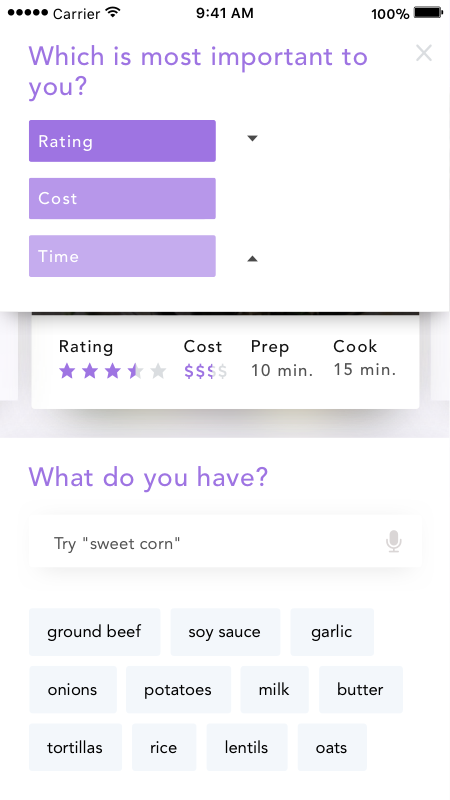 Carrier 9:41 AM 100%
Which is most important to
you?
Rating
Cost
Time
Rating Cost Prep Cook
$$$$ 10 min. 15 min.
What do you have?
Try "sweet corn"
ground beef soy sauce garlic
onions potatoes milk butter
tortillas rice lentils oats